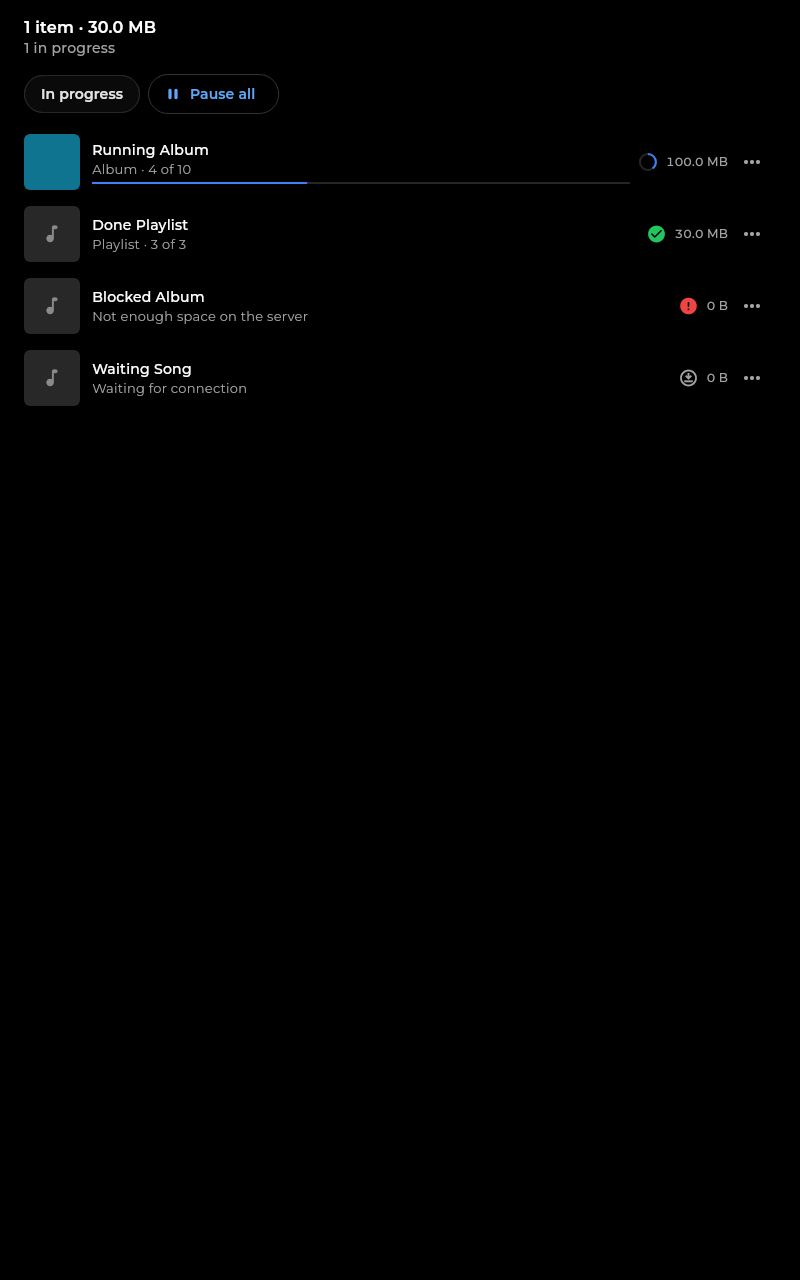 1 item · 30.0 MB
1 in progress
In progress
Pause all
Running Album
Album · 4 of 10
100.0 MB
Done Playlist
Playlist · 3 of 3
30.0 MB
Blocked Album
Not enough space on the server
0 B
Waiting Song
Waiting for connection
0 B